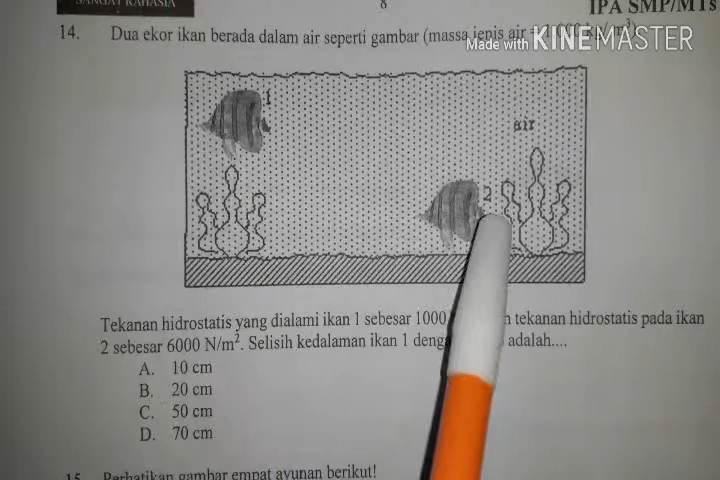 SANGAT RAHASIA
8
IPA SMP/MTs
14. Dua ekor ikan berada dalam air seperti gambar (massa jenis air
Made with KINEMASTER
1
air
2
Tekanan hidrostatis yang dialami ikan 1 sebesar 1000 tekanan hidrostatis pada ikan
2 sebesar 6000 N/m². Selisih kedalaman ikan 1 adalah....
A. 10 cm
B. 20 cm
C. 50 cm
D. 70 cm
15. Perhatikan gambar empat ayunan berikut!